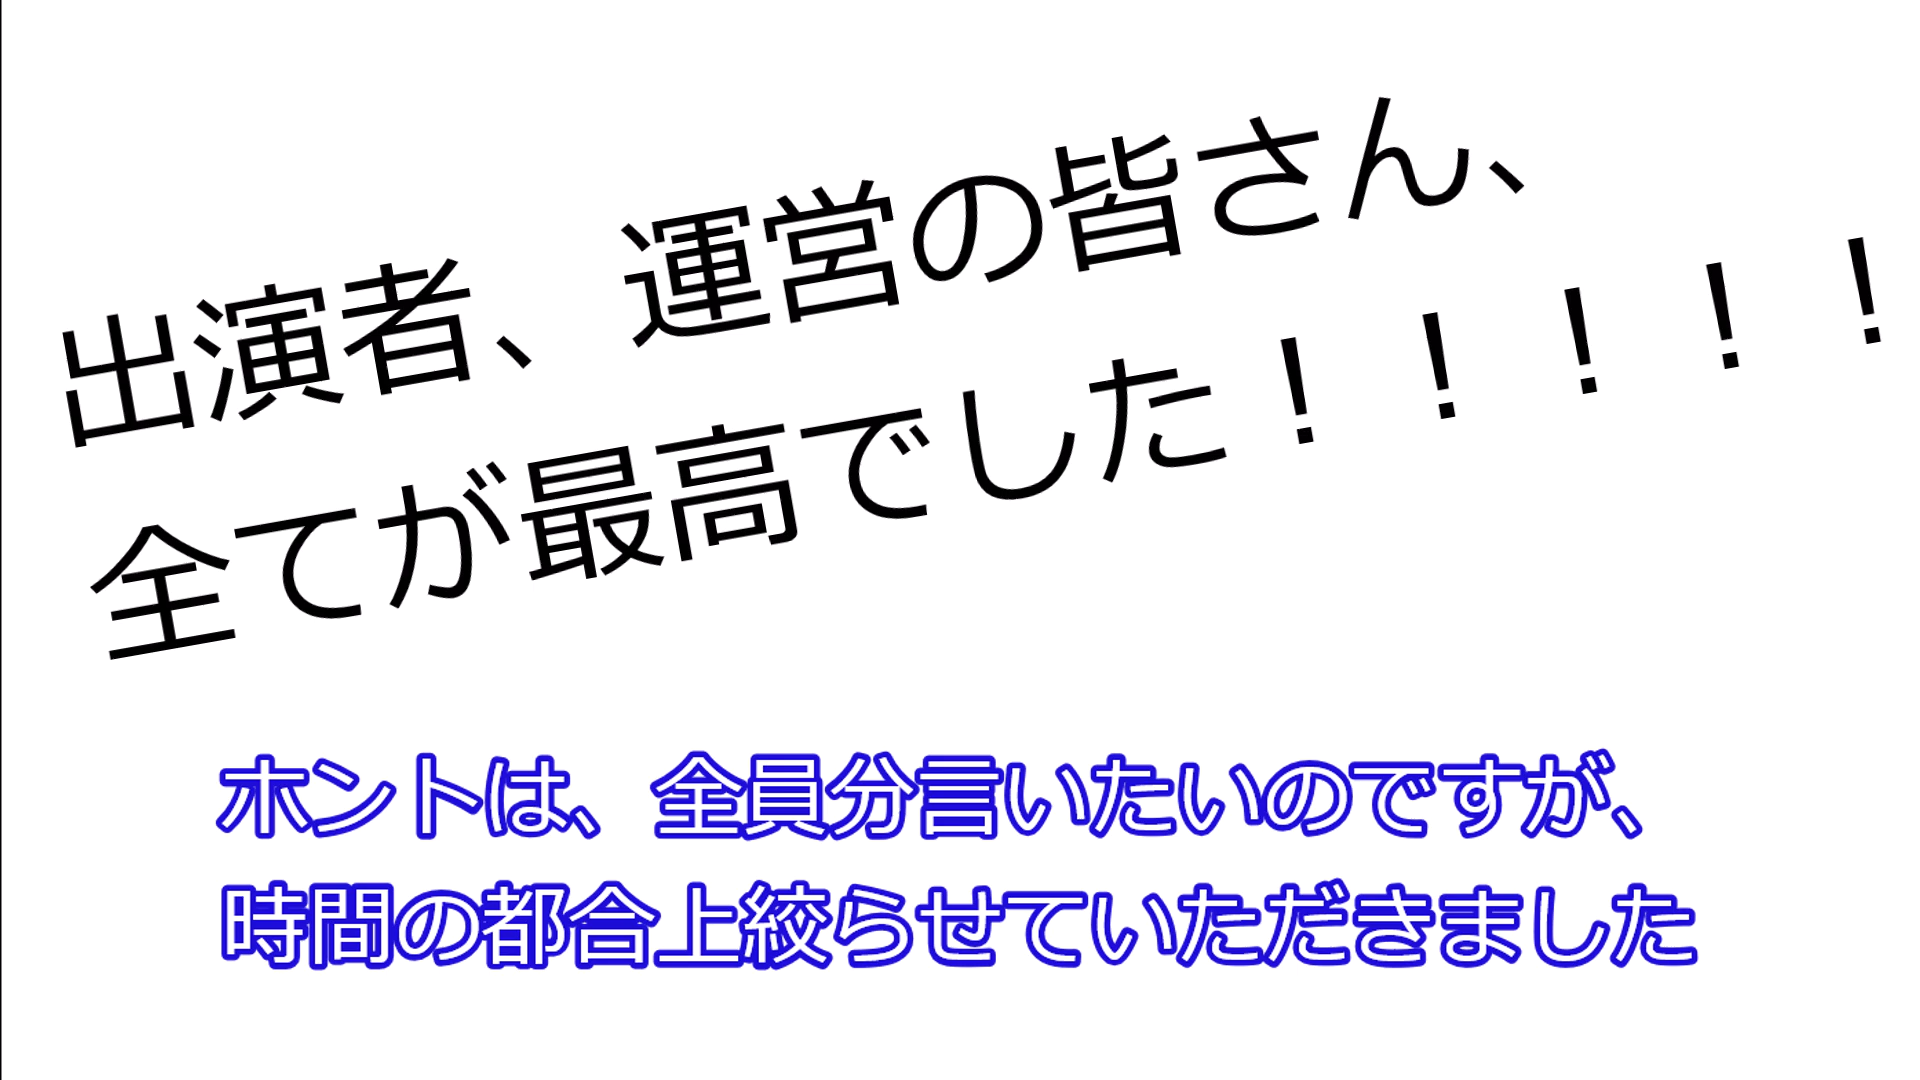 出演者、運営の皆さん、
全てが最高でした！！！！！
ホントは、全員分言いたいのですが、
時間の都合上絞らせていただきました